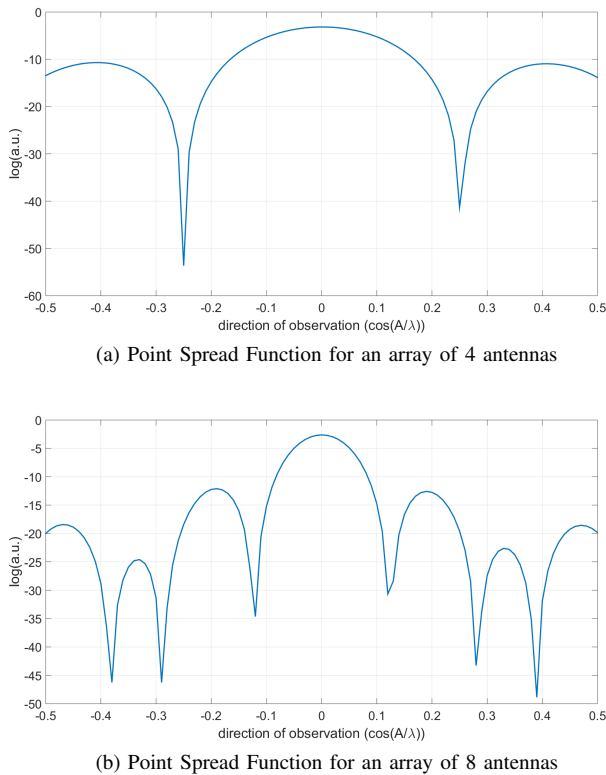 0
-10
-20
-30
-40
-50
-60
log(a.u.)
-0.5 -0.4 -0.3 -0.2 -0.1 0 0.1 0.2 0.3 0.4 0.5
direction of observation (cos(A/λ))
(a) Point Spread Function for an array of 4 antennas
0
-5
-10
-15
-20
-25
-30
-35
-40
-45
-50
log(a.u.)
-0.5 -0.4 -0.3 -0.2 -0.1 0 0.1 0.2 0.3 0.4 0.5
direction of observation (cos(A/λ))
(b) Point Spread Function for an array of 8 antennas